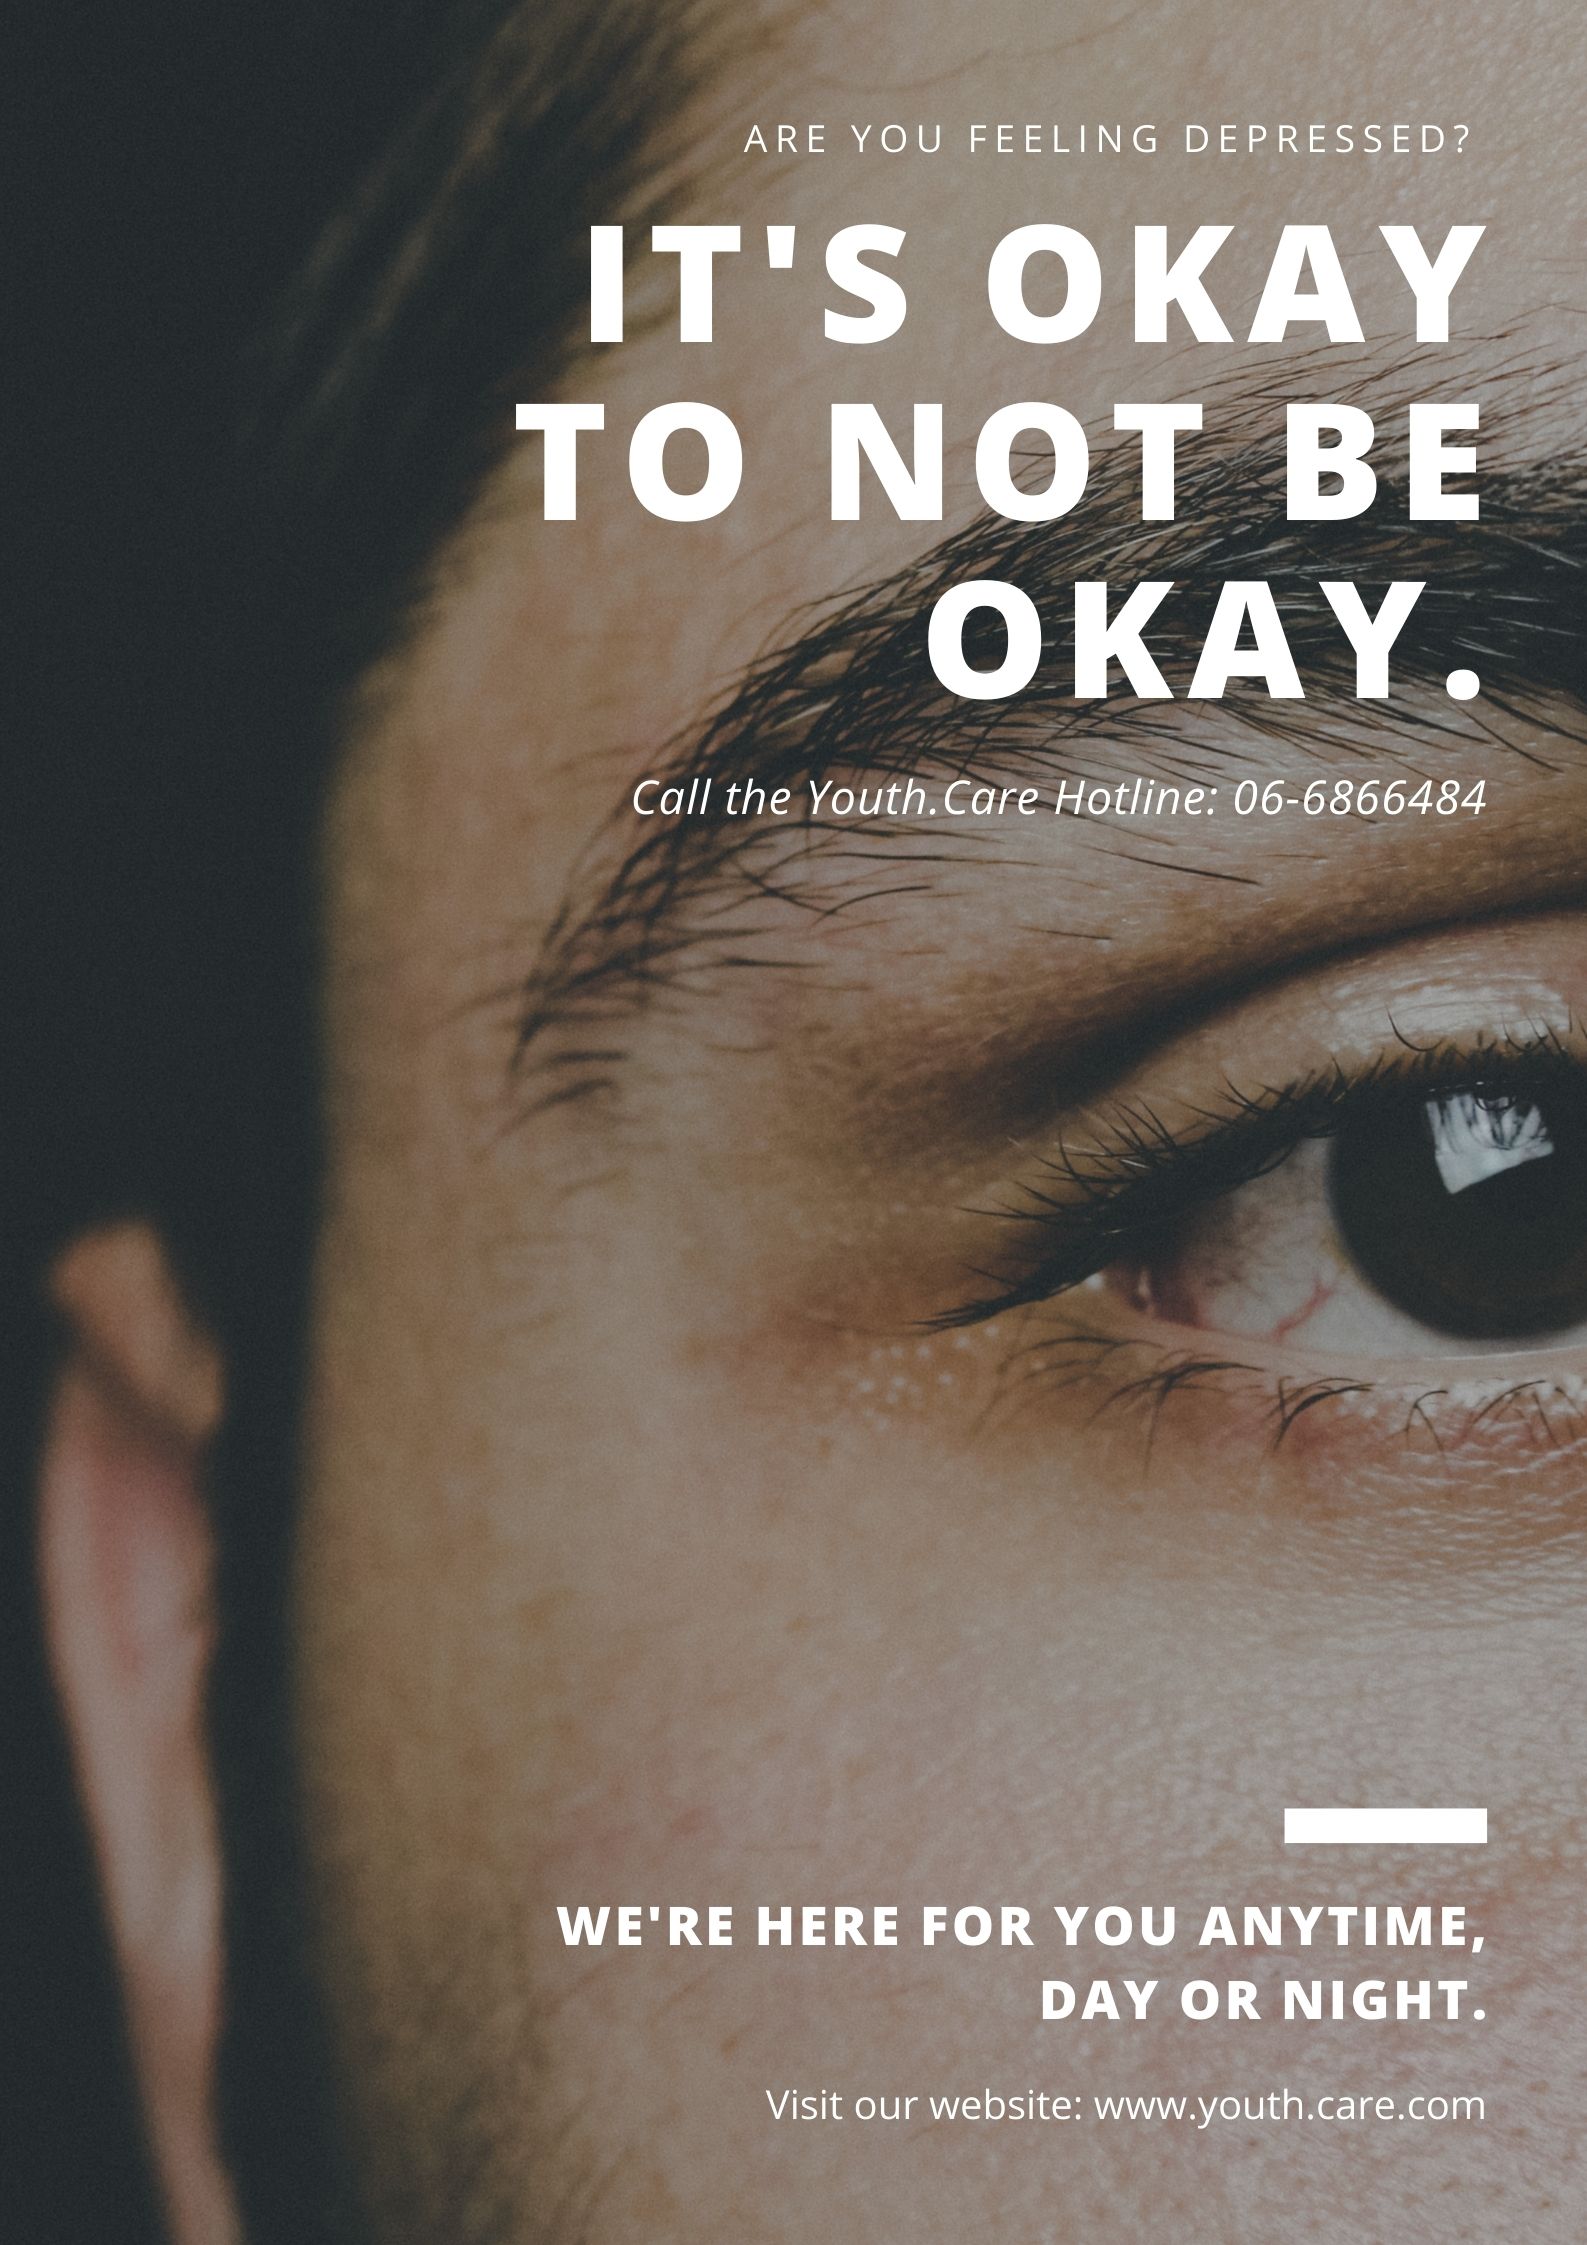 ARE YOU FEELING DEPRESSED?
IT'S OKAY
TO NOT BE
OKAY.
Call the Youth.Care Hotline: 06-6866484
WE'RE HERE FOR YOU ANYTIME,
DAY OR NIGHT.
Visit our website: www.youth.care.com